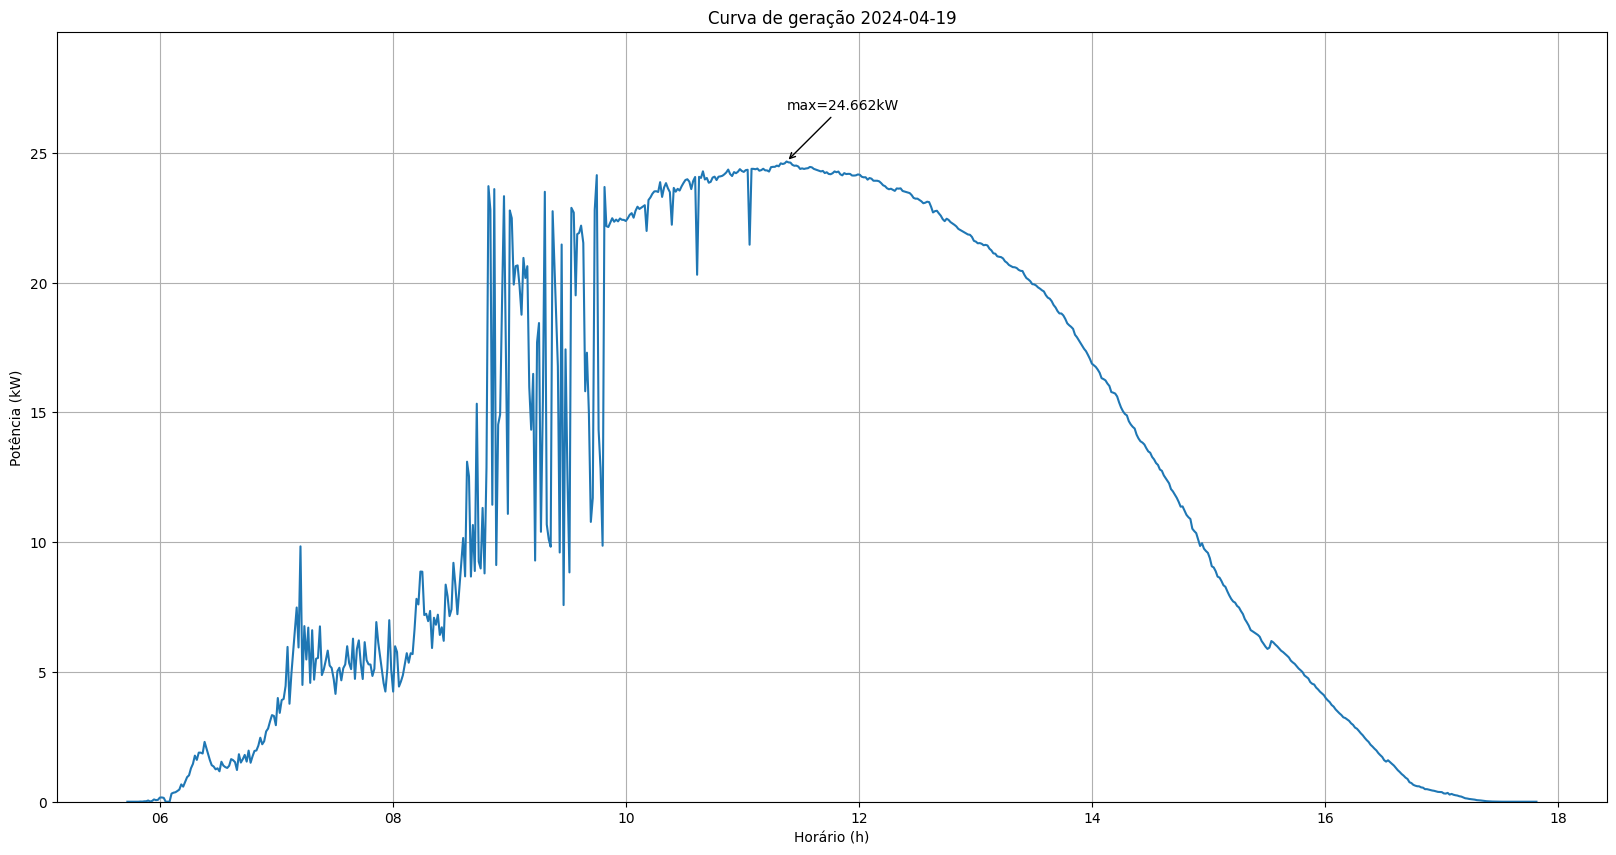 Curva de geração 2024-04-19
max=24.662kW
Potência (kW)
25
20
15
10
5
0
06 08 10 12 14 16 18
Horário (h)